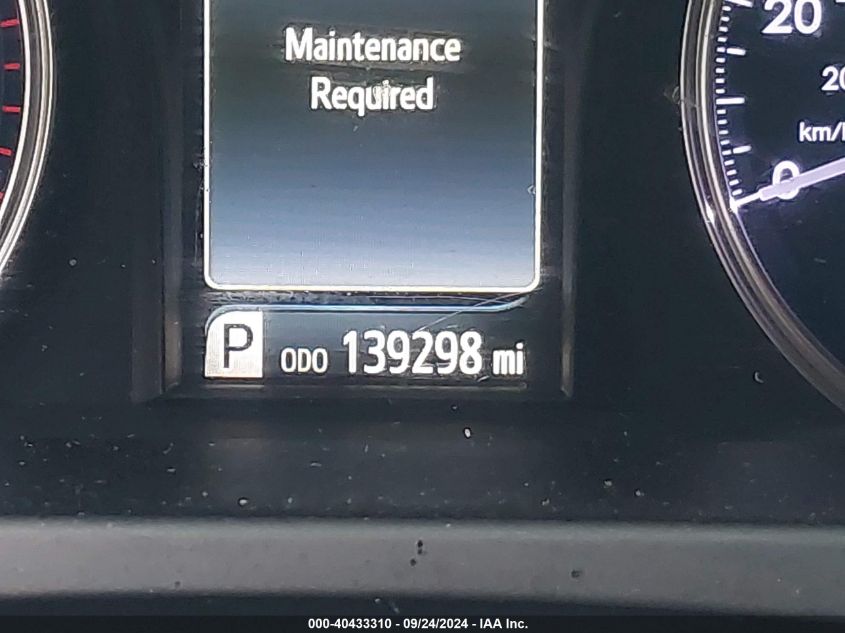 Maintenance
Required
20
km/
0
P ODO 139298 mi
000-40433310 - 09/24/2024 - IAA Inc.